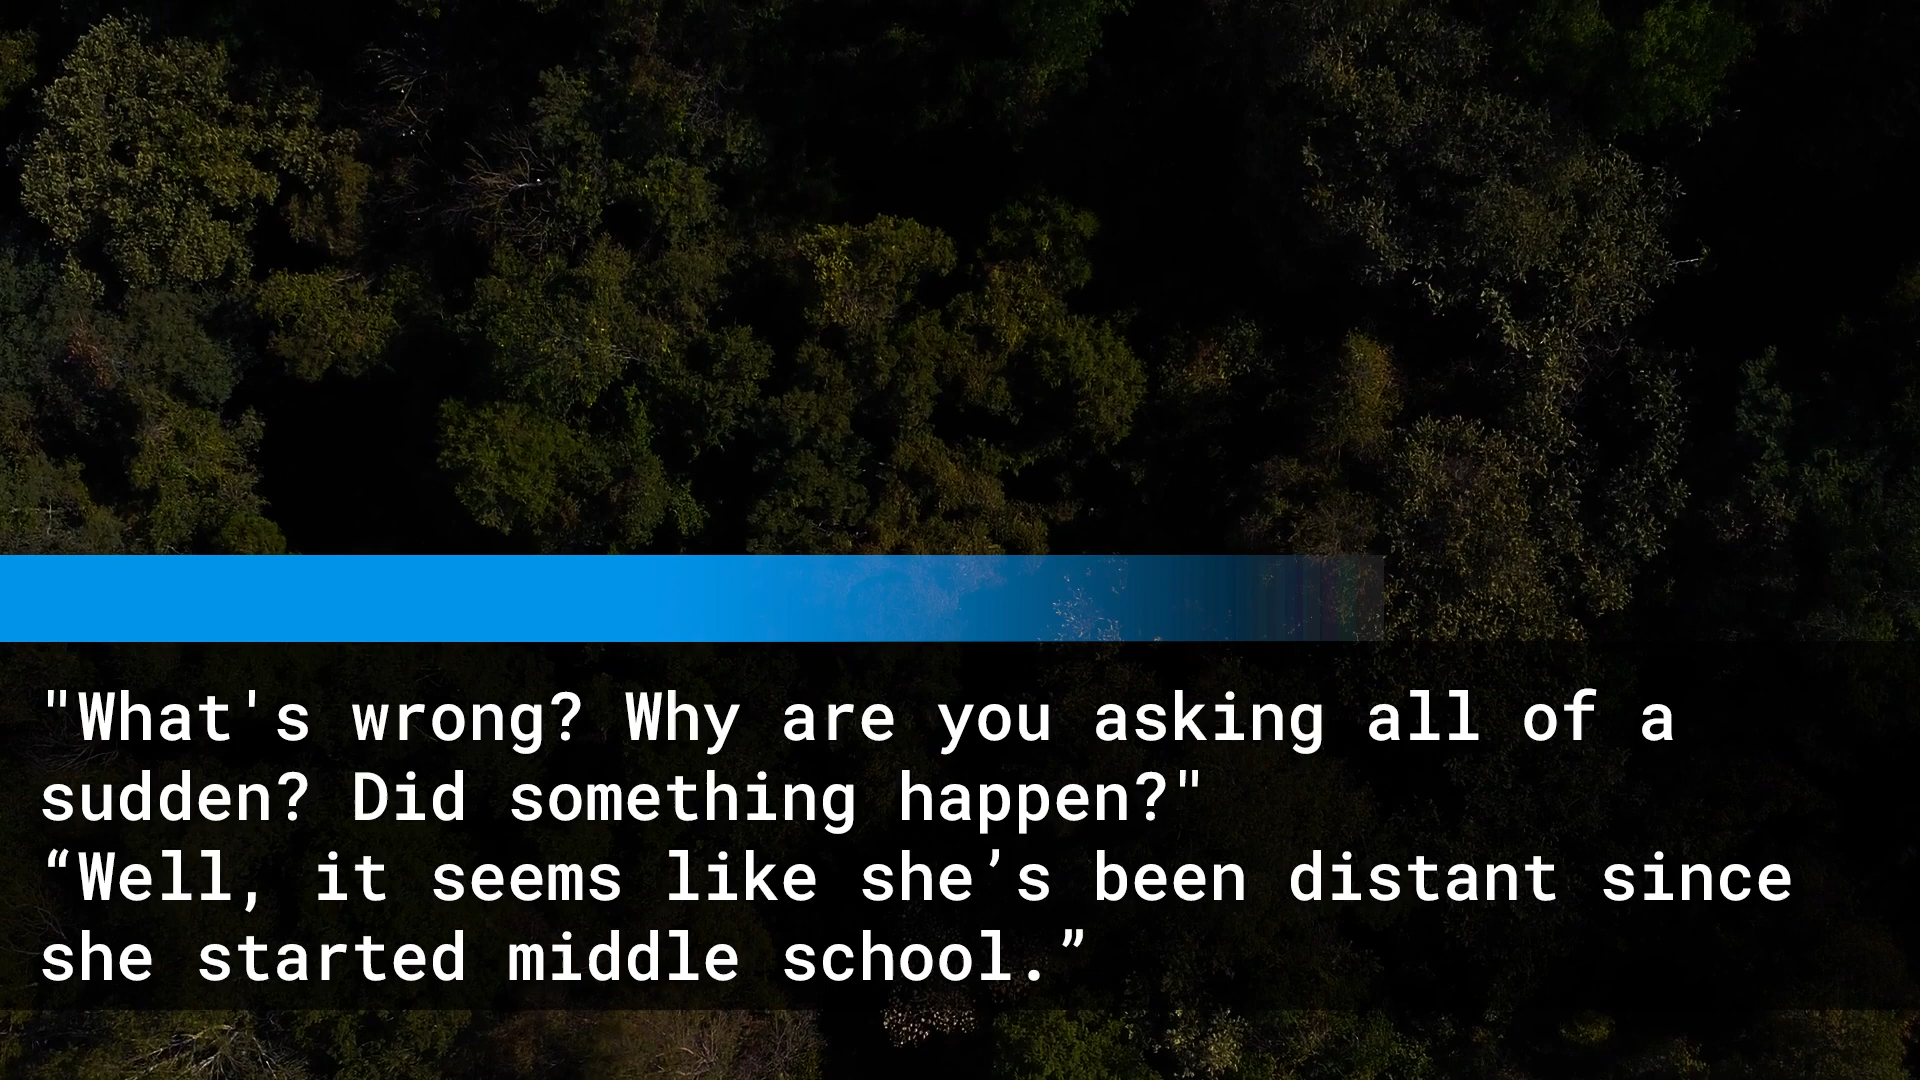 "What's wrong? Why are you asking all of a
sudden? Did something happen?"
“Well, it seems like she’s been distant since
she started middle school.”